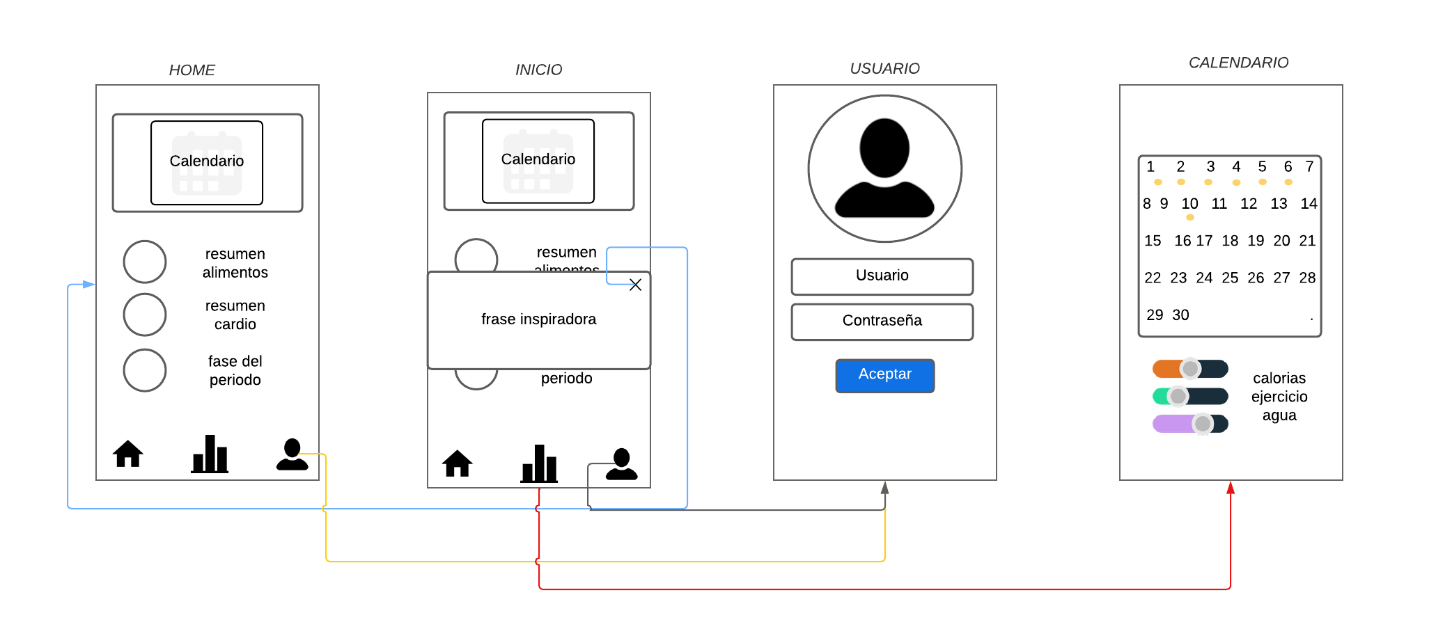 HOME
Calendario
resumen
alimentos
resumen
cardio
fase del
periodo
INICIO
Calendario
resumen
alimentos
frase inspiradora
periodo
USUARIO
Usuario
Contraseña
Aceptar
CALENDARIO
1 2 3 4 5 6 7
8 9 10 11 12 13 14
15 16 17 18 19 20 21
22 23 24 25 26 27 28
29 30 .
calorias
ejercicio
agua